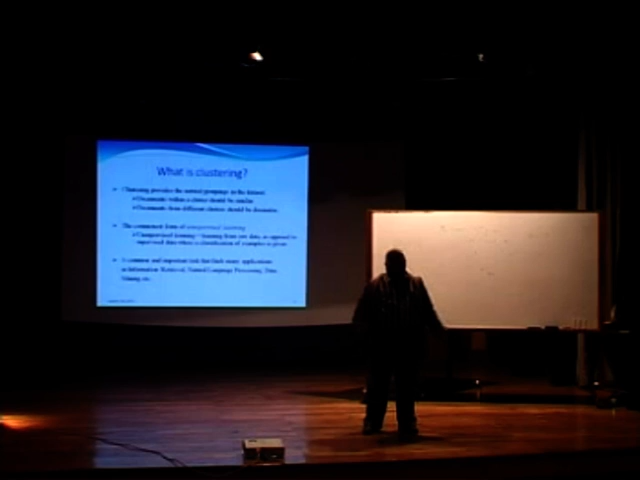 What is clustering?
Clustering provides the natural groupings in the dataset.
Documents within a cluster should be similar.
Documents from different clusters should be dissimilar.
The commonest form of unsupervised learning
Unsupervised learning = learning from raw data, as opposed to
supervised data where a classification of examples is given
A common and important task that finds many applications
in Information Retrieval, Natural Language Processing, Data
Mining etc.